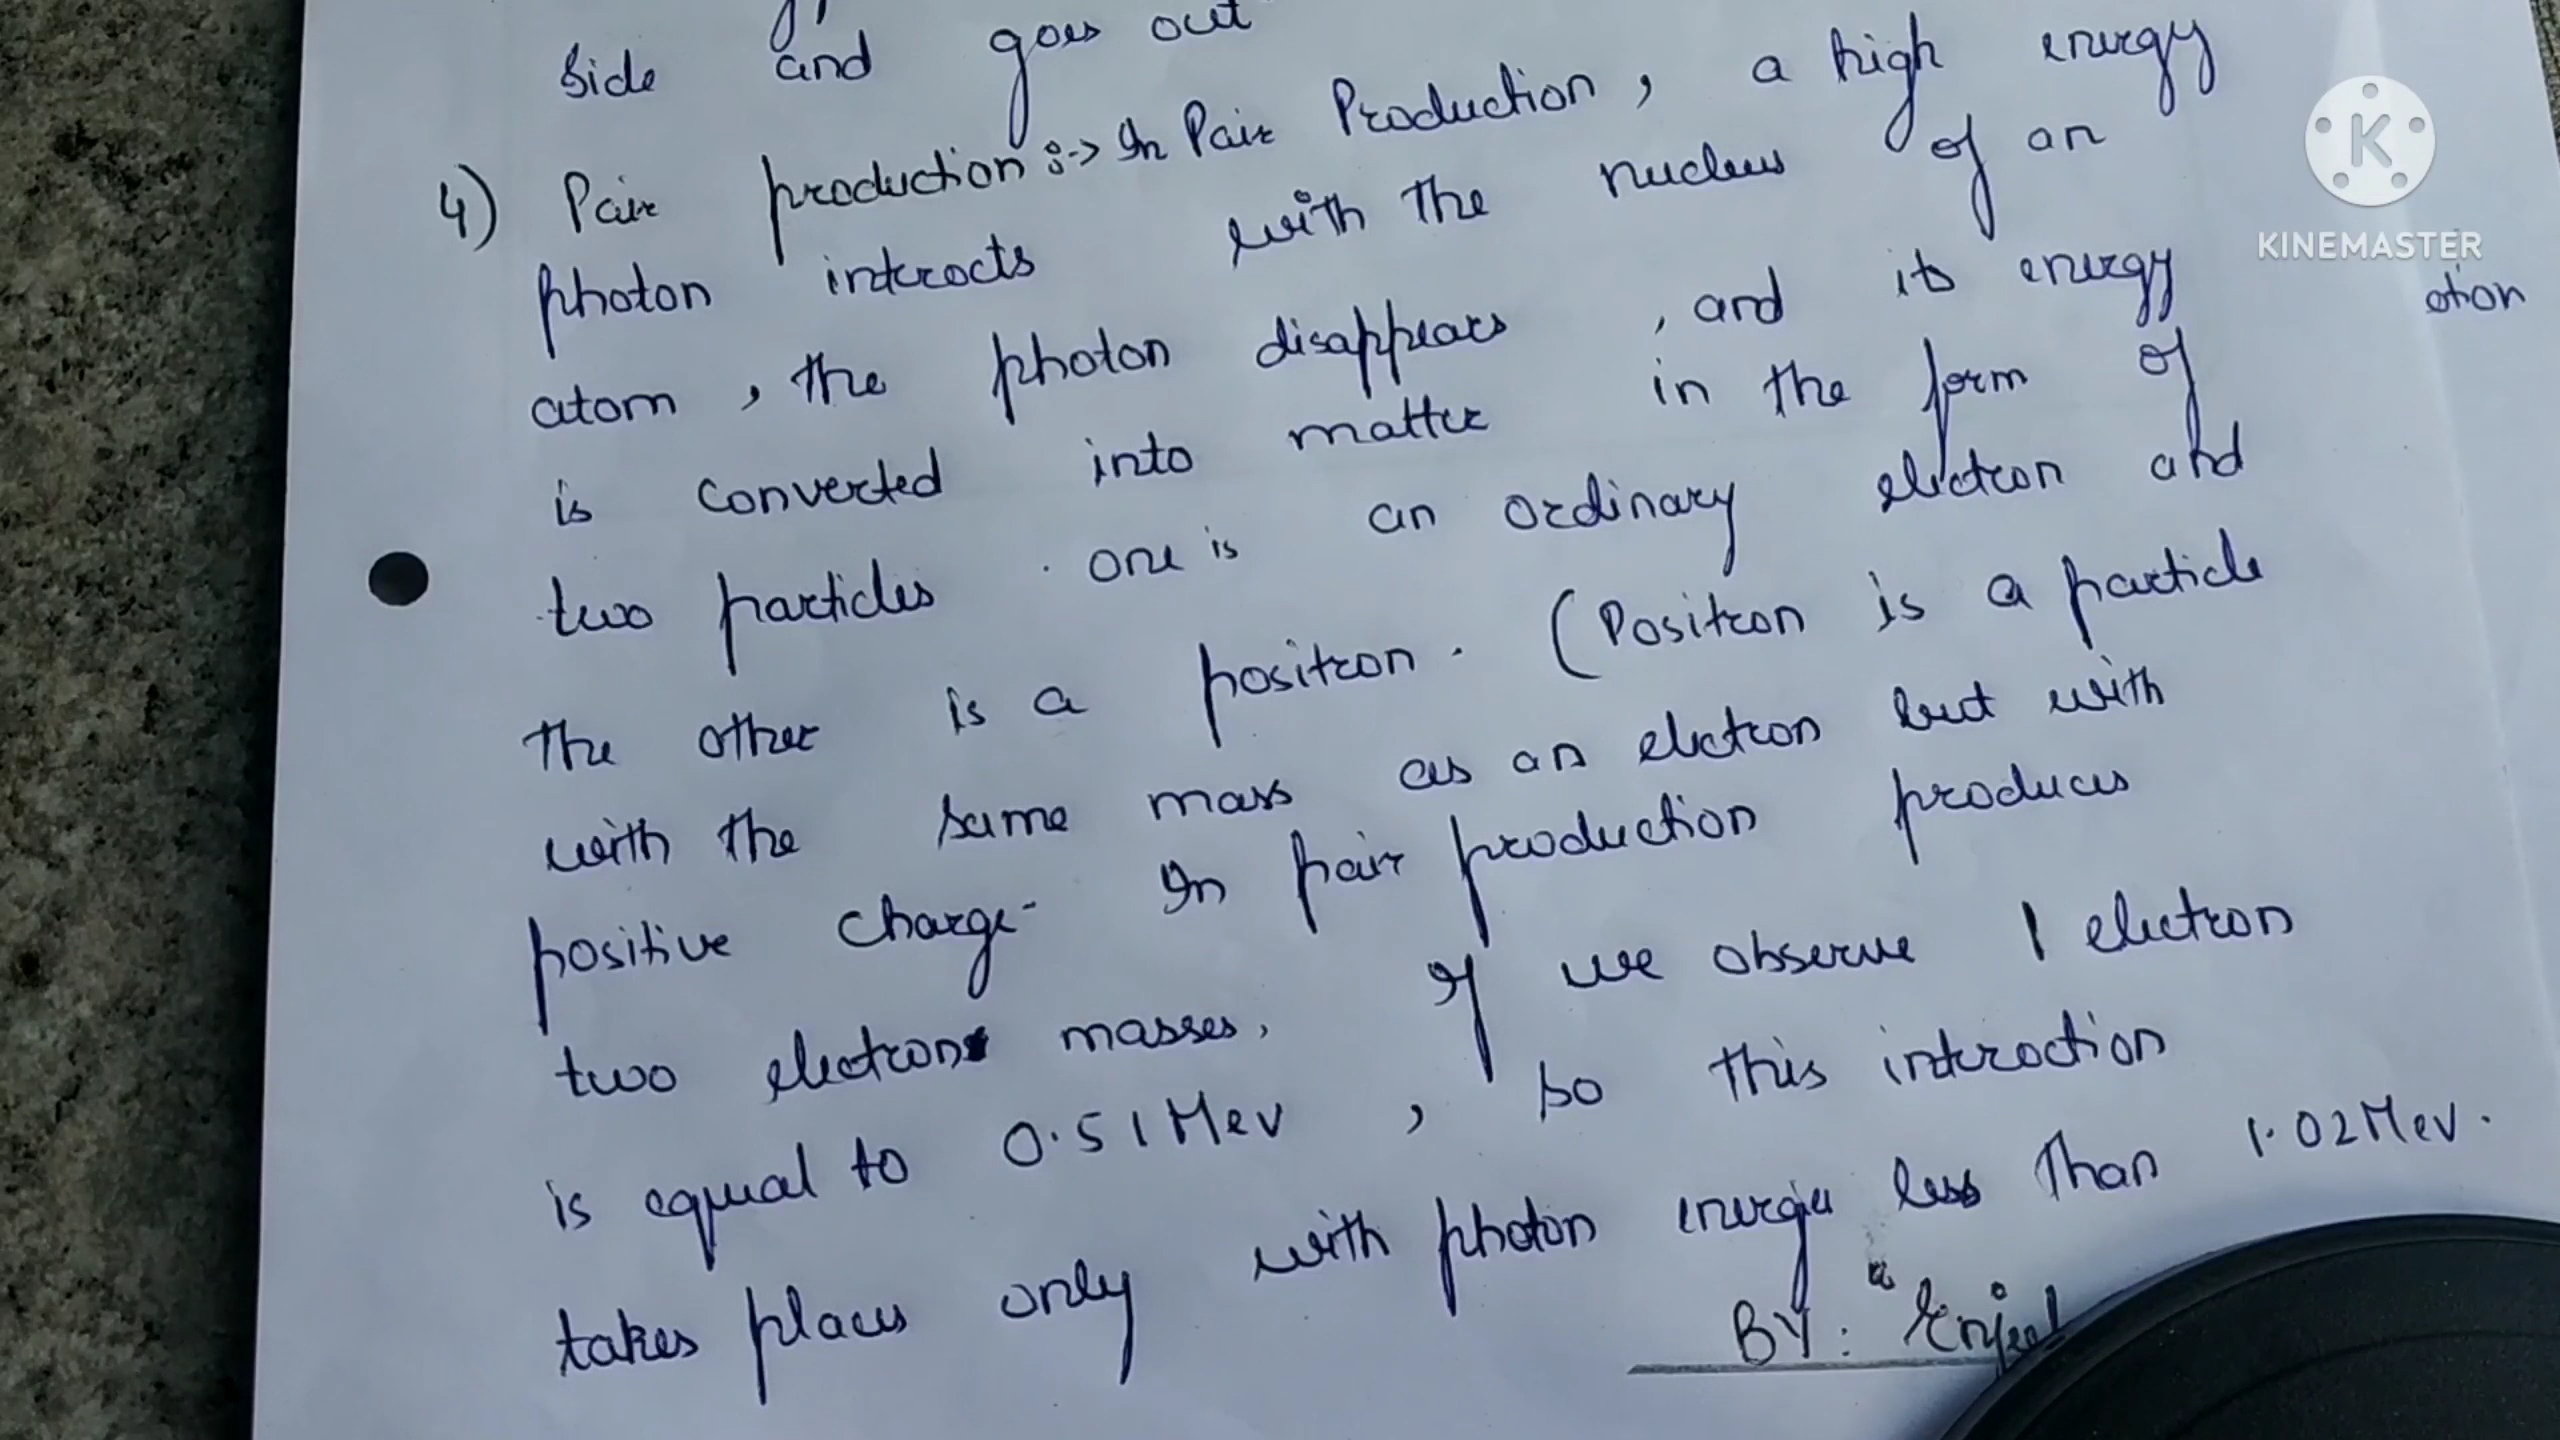 side and goes out
4) Pair production :-> In Pair Production, a high energy
photon interacts with the nucleus of an
atom, the photon disappears, and its energy
is converted into matter in the form of
two particles. one is an ordinary electron and
the other is a positron. (Positron is a particle
with the same mass as an electron but with
positive charge. In pair production produces
two electrons masses, If we observe 1 electron
is equal to 0.51 Mev, so this interaction
takes places only with photon energie less than 1.02 Mev.
BY: "Enjeel
KINEMASTER
otion